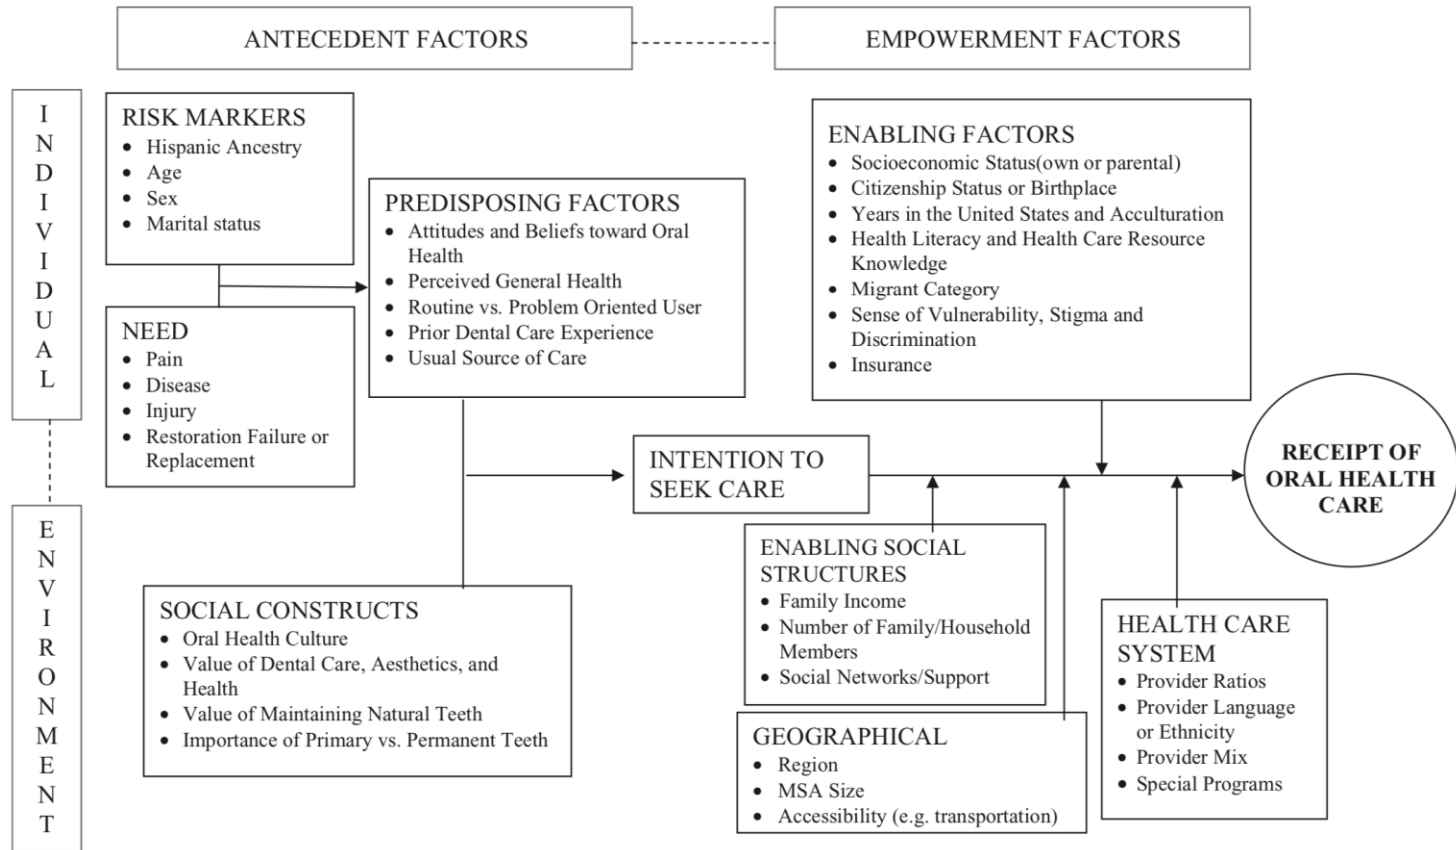 ANTECEDENT FACTORS
EMPOWERMENT FACTORS
INDIVIDUAL
RISK MARKERS
• Hispanic Ancestry
• Age
• Sex
• Marital status
NEED
• Pain
• Disease
• Injury
• Restoration Failure or
Replacement
PREDISPOSING FACTORS
• Attitudes and Beliefs toward Oral
Health
• Perceived General Health
• Routine vs. Problem Oriented User
• Prior Dental Care Experience
• Usual Source of Care
ENABLING FACTORS
• Socioeconomic Status(own or parental)
• Citizenship Status or Birthplace
• Years in the United States and Acculturation
• Health Literacy and Health Care Resource
Knowledge
• Migrant Category
• Sense of Vulnerability, Stigma and
Discrimination
• Insurance
INTENTION TO
SEEK CARE
RECEIPT OF
ORAL HEALTH
CARE
ENVIRONMENT
SOCIAL CONSTRUCTS
• Oral Health Culture
• Value of Dental Care, Aesthetics, and
Health
• Value of Maintaining Natural Teeth
• Importance of Primary vs. Permanent Teeth
ENABLING SOCIAL
STRUCTURES
• Family Income
• Number of Family/Household
Members
• Social Networks/Support
GEOGRAPHICAL
• Region
• MSA Size
• Accessibility (e.g. transportation)
HEALTH CARE
SYSTEM
• Provider Ratios
• Provider Language
or Ethnicity
• Provider Mix
• Special Programs